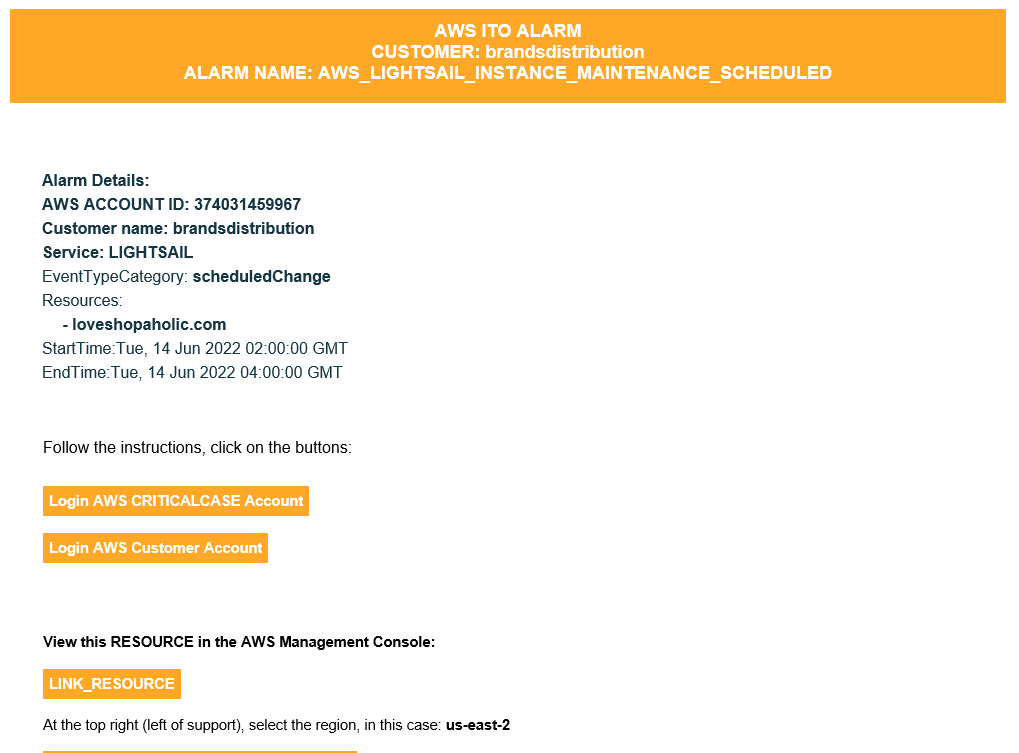 AWS ITO ALARM
CUSTOMER: brandsdistribution
ALARM NAME: AWS_LIGHTSAIL_INSTANCE_MAINTENANCE_SCHEDULED
Alarm Details:
AWS ACCOUNT ID: 374031459967
Customer name: brandsdistribution
Service: LIGHTSAIL
EventTypeCategory: scheduledChange
Resources:
- loveshopaholic.com
StartTime:Tue, 14 Jun 2022 02:00:00 GMT
EndTime:Tue, 14 Jun 2022 04:00:00 GMT
Follow the instructions, click on the buttons:
Login AWS CRITICALCASE Account
Login AWS Customer Account
View this RESOURCE in the AWS Management Console:
LINK_RESOURCE
At the top right (left of support), select the region, in this case: us-east-2